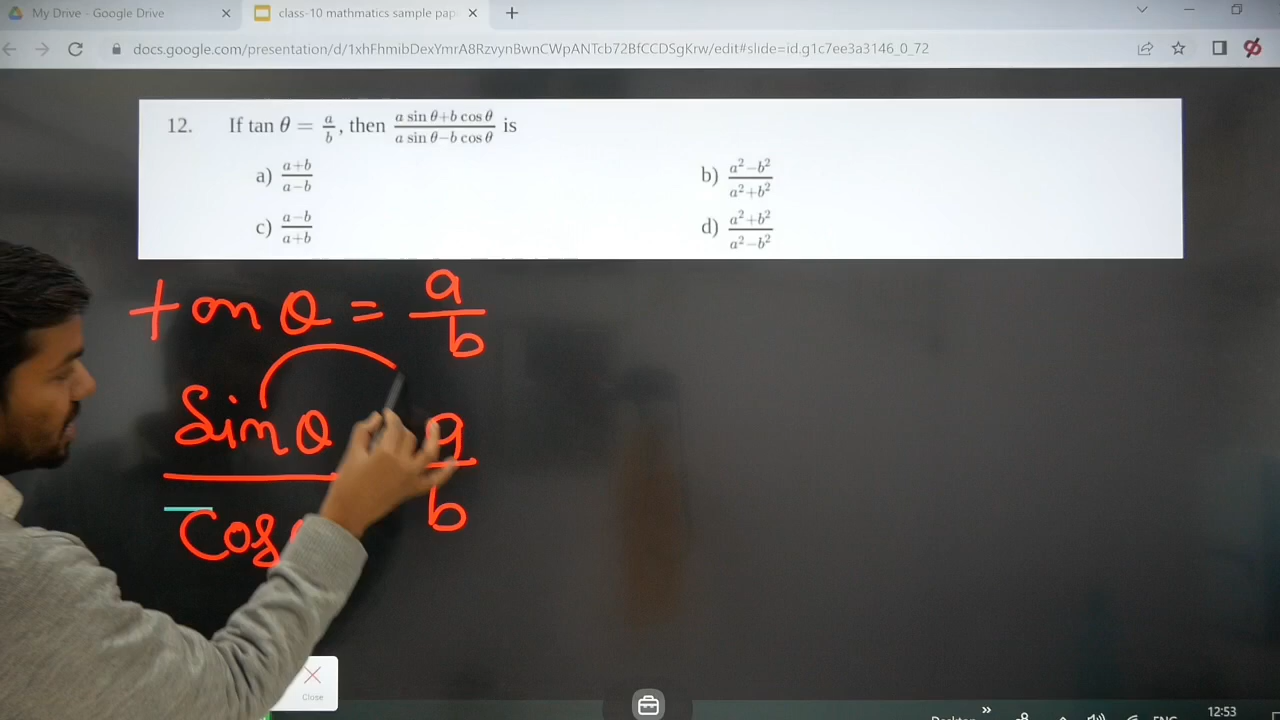 My Drive - Google Drive
class-10 mathmatics sample pap
docs.google.com/presentation/d/1xhFhmibDexYmrA8RzvynBwnCWpANTcb72BfCCDSgKrw/edit#slide=id.g1c7ee3a3146_0_72
12. If tan θ = a/b, then (a sin θ+b cos θ)/(a sin θ−b cos θ) is
a) (a+b)/(a−b) b) (a²−b²)/(a²+b²)
c) (a−b)/(a+b) d) (a²+b²)/(a²−b²)
tan θ = a/b
Sin θ a
Cos b
Close
12:53